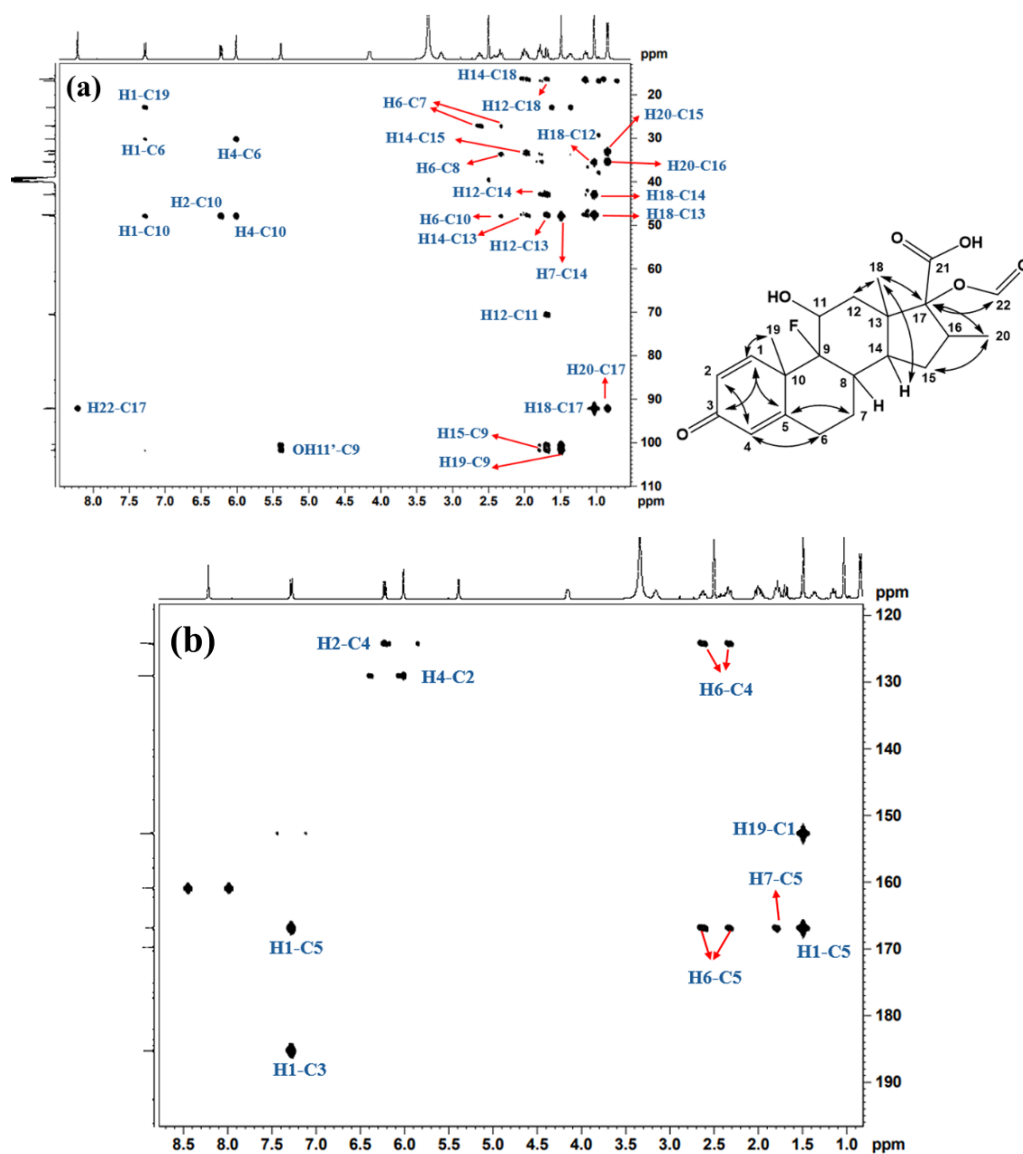 (a)
ppm
H14-C18
H1-C19
H12-C18
20
H6-C7
H20-C15
H14-C15
H18-C12
30
H1-C6
H4-C6
H6-C8
H20-C16
40
H2-C10
H12-C14
H18-C14
H6-C10
H18-C13
H1-C10
H4-C10
H14-C13
50
H12-C13
H7-C14
60
H12-C11
70
80
H20-C17
90
H22-C17
H18-C17
H15-C9
100
OH11'-C9
H19-C9
110
8.0 7.5 7.0 6.5 6.0 5.5 5.0 4.5 4.0 3.5 3.0 2.5 2.0 1.5 1.0 ppm
O OH O
21
18
HO 11 O
17 22
12
19 F 13 16 20
1 9 14
2 10 8 15
H
3 5 H
7
O 4 6
(b)
ppm
120
H2-C4
H4-C2
H6-C4
130
140
150
H19-C1
H7-C5
160
H1-C5
H1-C5
170
H6-C5
180
H1-C3
190
8.5 8.0 7.5 7.0 6.5 6.0 5.5 5.0 4.5 4.0 3.5 3.0 2.5 2.0 1.5 1.0 ppm